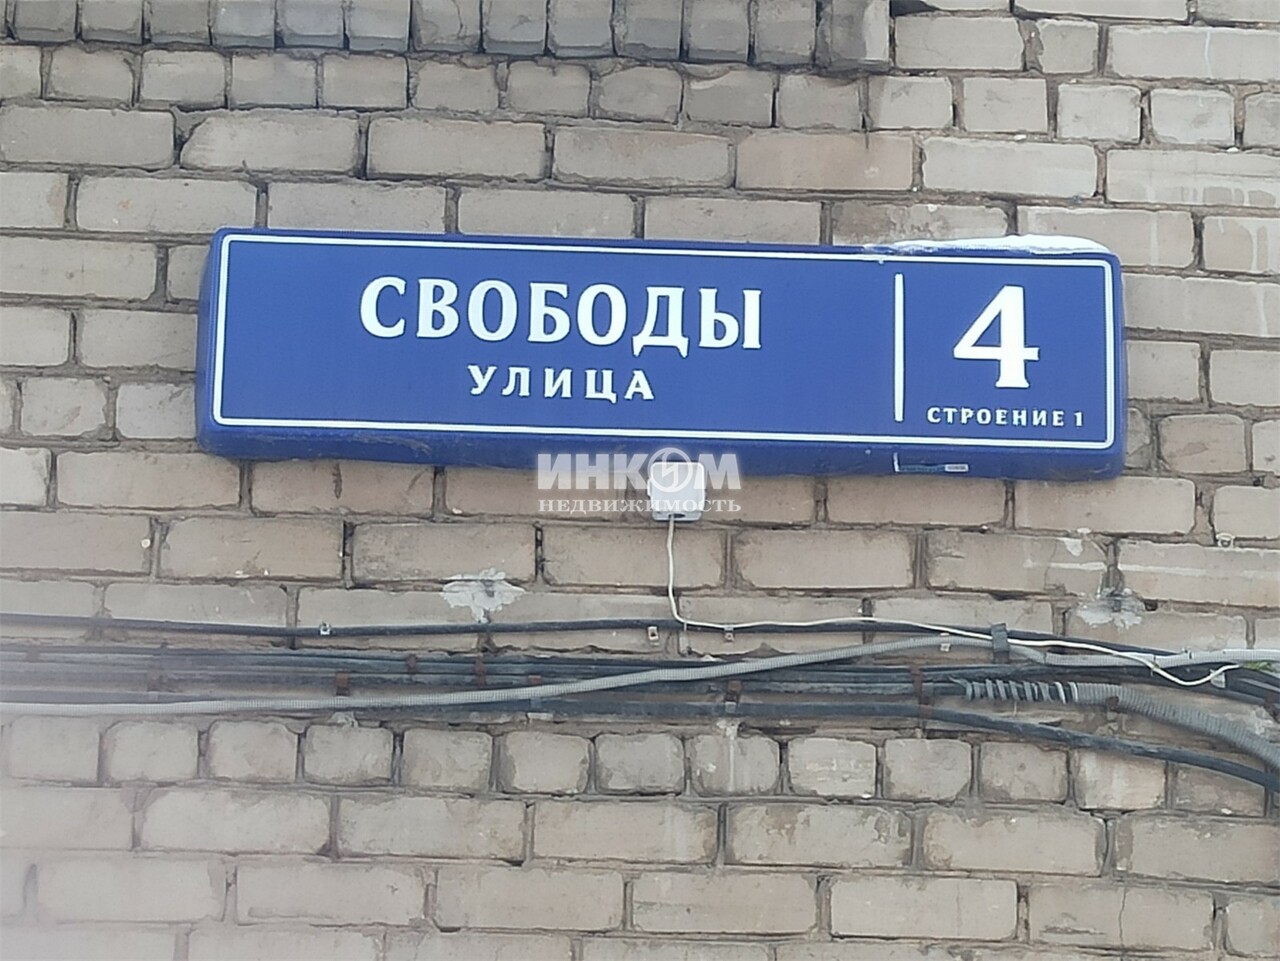 СВОБОДЫ
УЛИЦА
4
СТРОЕНИЕ 1
ИНКОМ
НЕДВИЖИМОСТЬ